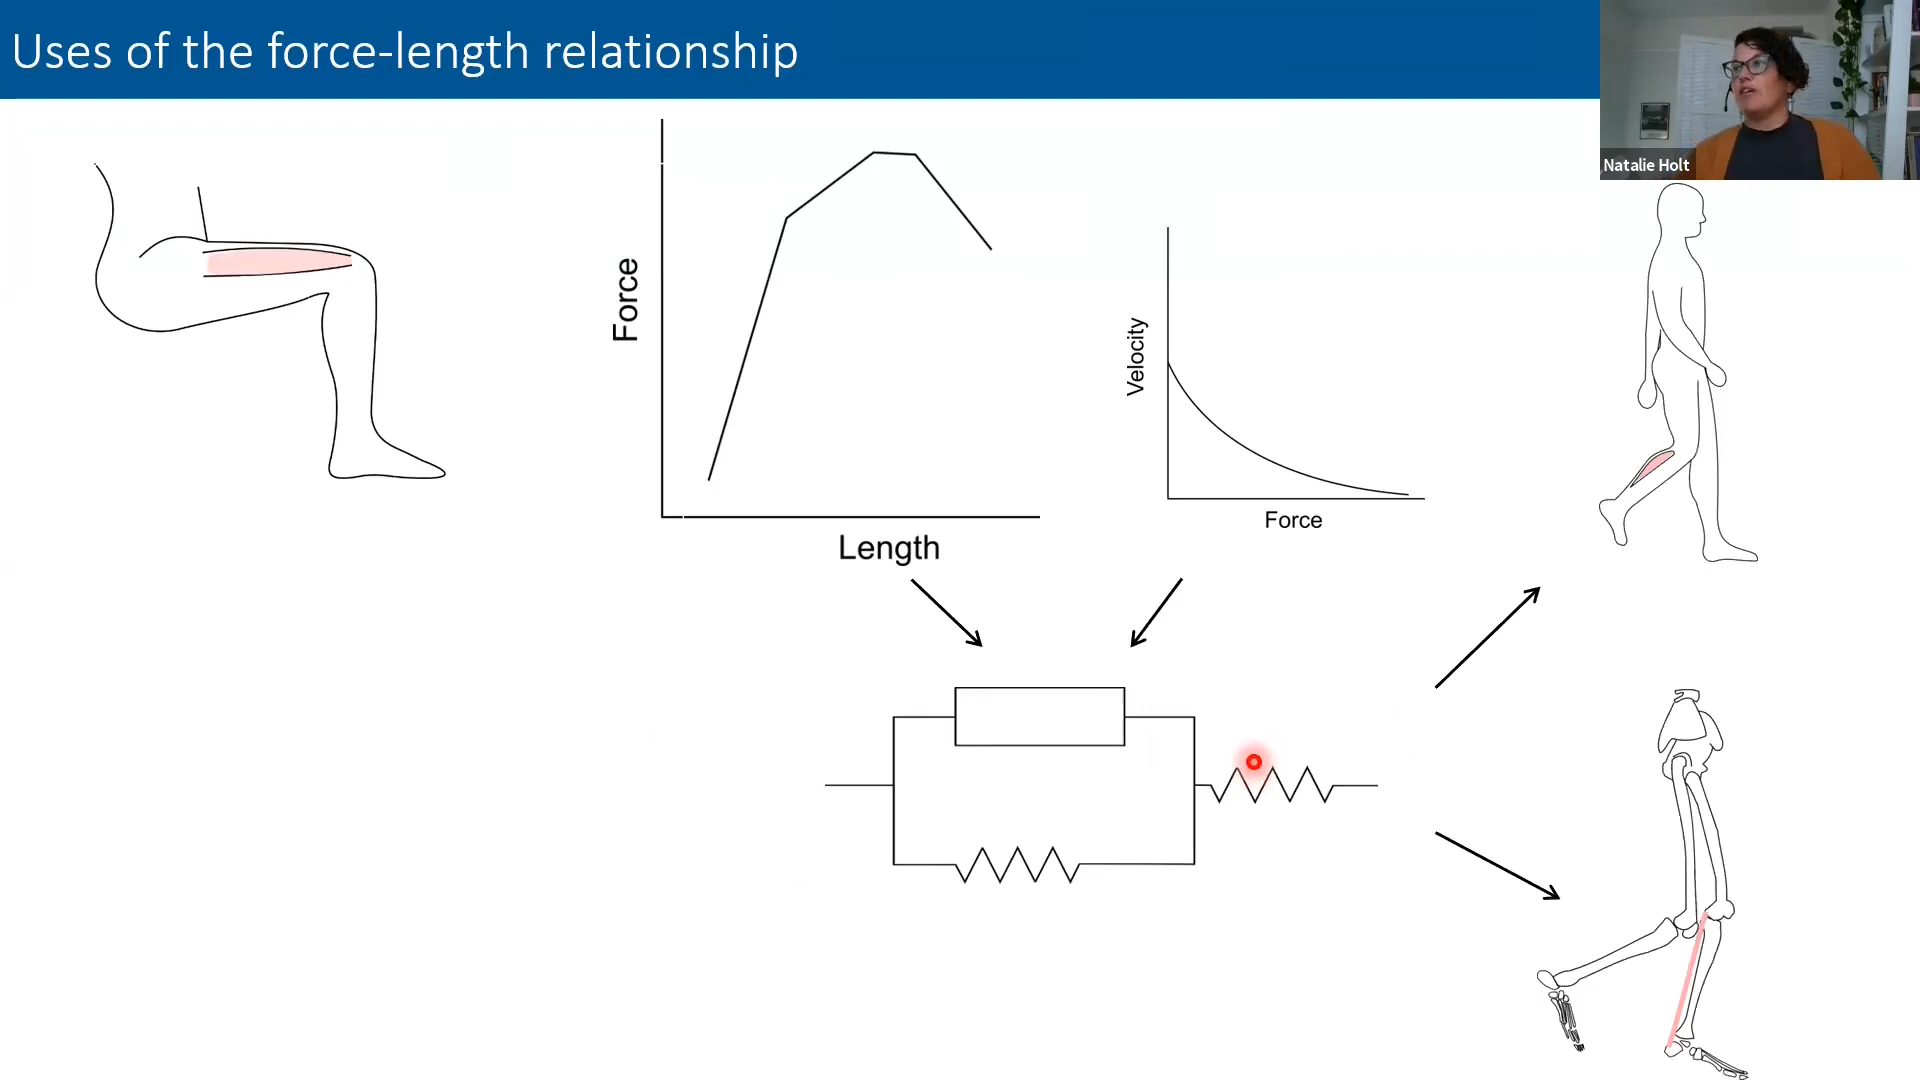 Uses of the force-length relationship
Natalie Holt
Force
Length
Velocity
Force